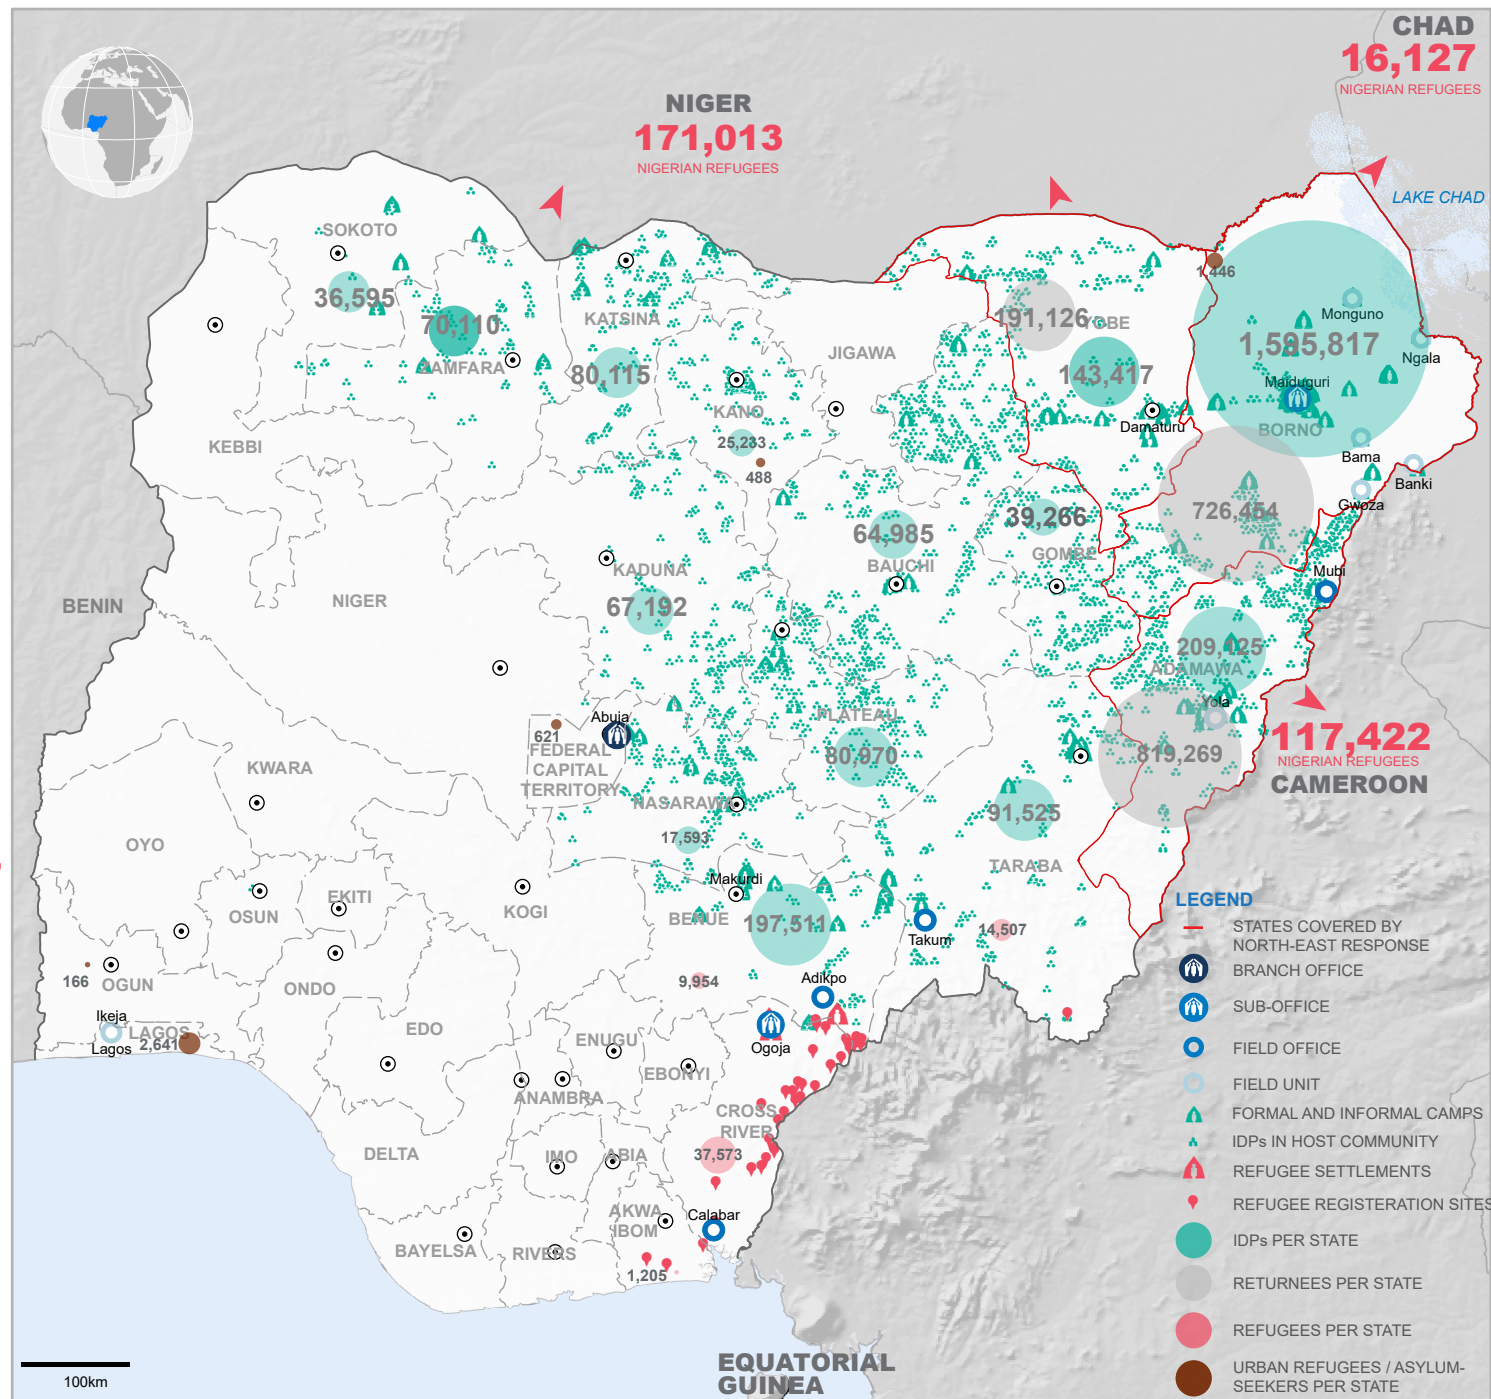 CHAD
16,127
NIGERIAN REFUGEES
NIGER
171,013
NIGERIAN REFUGEES
LAKE CHAD
SOKOTO
36,595
70,110
ZAMFARA
KATSINA
80,115
KANO
25,233
488
JIGAWA
191,126
YOBE
143,417
Damaturu
1,446
1,595,817
Monguno
Ngala
Maiduguri
BORNO
Bama
Banki
Gwoza
726,454
KEBBI
64,985
BAUCHI
39,266
GOMBE
Mubi
BENIN
NIGER
KADUNA
67,192
209,125
ADAMAWA
Yola
819,269
117,422
NIGERIAN REFUGEES
CAMEROON
Abuja
621
FEDERAL
CAPITAL
TERRITORY
PLATEAU
80,970
NASARAWA
17,593
91,525
TARABA
KWARA
OYO
OSUN
EKITI
KOGI
Makurdi
BENUE
197,511
Takum
14,507
9,954
Adikpo
166
OGUN
ONDO
Ikeja
LAGOS
Lagos
2,641
EDO
ENUGU
Ogoja
EBONYI
ANAMBRA
CROSS
RIVER
37,573
DELTA
IMO
ABIA
AKWA
IBOM
Calabar
BAYELSA
RIVERS
1,205
EQUATORIAL
GUINEA
100km
LEGEND
STATES COVERED BY
NORTH-EAST RESPONSE
BRANCH OFFICE
SUB-OFFICE
FIELD OFFICE
FIELD UNIT
FORMAL AND INFORMAL CAMPS
IDPs IN HOST COMMUNITY
REFUGEE SETTLEMENTS
REFUGEE REGISTERATION SITES
IDPs PER STATE
RETURNEES PER STATE
REFUGEES PER STATE
URBAN REFUGEES / ASYLUM-
SEEKERS PER STATE